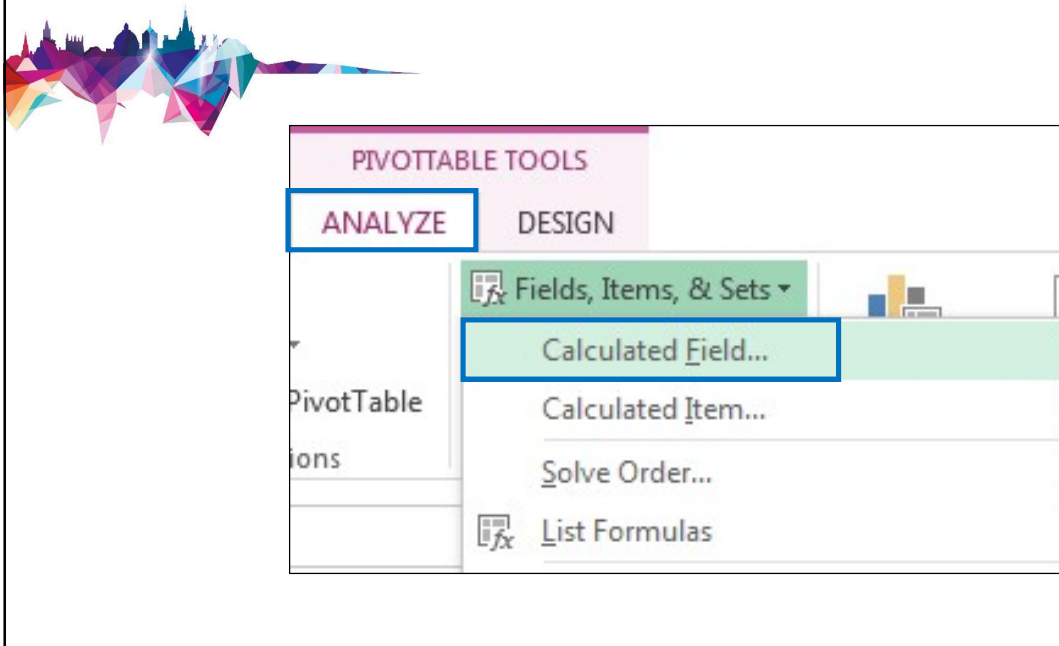 PIVOTTABLE TOOLS
ANALYZE DESIGN
Fields, Items, & Sets
Calculated Field...
Calculated Item...
PivotTable
ions
Solve Order...
List Formulas